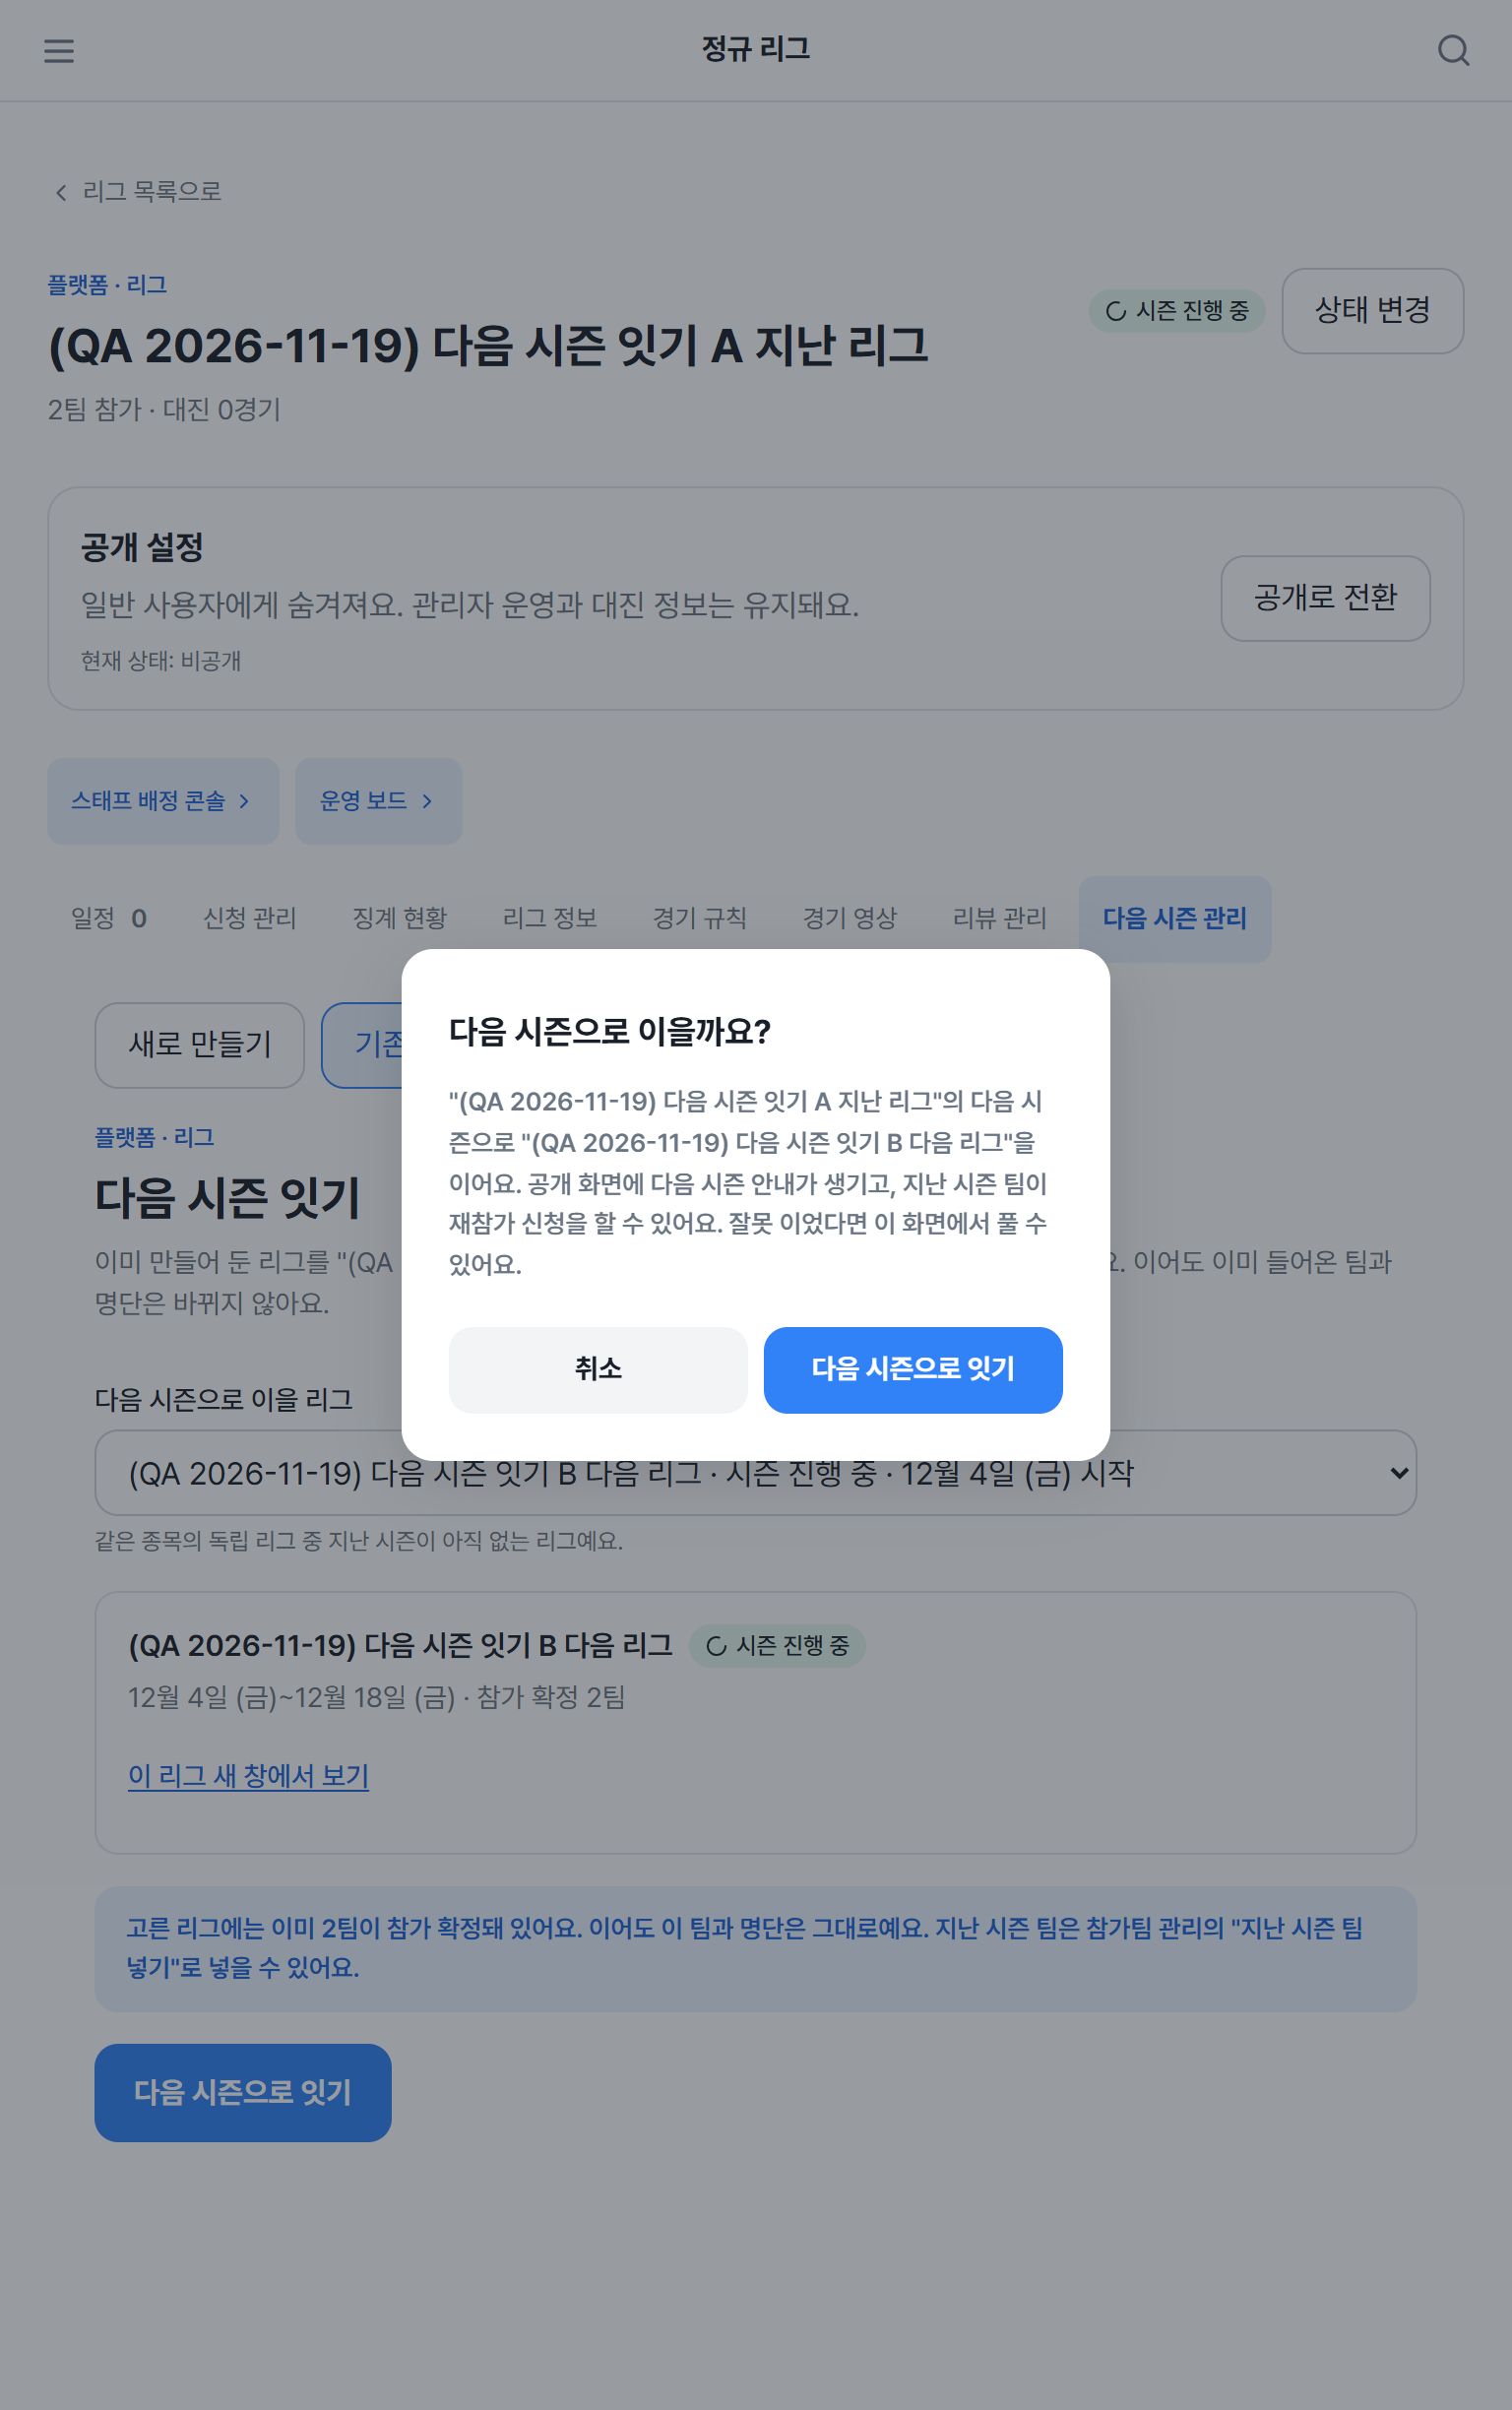 정규 리그
리그 목록으로
플랫폼 · 리그
시즌 진행 중
상태 변경
(QA 2026-11-19) 다음 시즌 잇기 A 지난 리그
2팀 참가 · 대진 0경기
공개 설정
일반 사용자에게 숨겨져요. 관리자 운영과 대진 정보는 유지돼요.
현재 상태: 비공개
공개로 전환
스태프 배정 콘솔
운영 보드
일정 0 신청 관리 징계 현황 리그 정보 경기 규칙 경기 영상 리뷰 관리 다음 시즌 관리
새로 만들기
기존
플랫폼 · 리그
다음 시즌 잇기
이미 만들어 둔 리그를 "(QA
이어도 이미 들어온 팀과
명단은 바뀌지 않아요.
다음 시즌으로 이을까요?
"(QA 2026-11-19) 다음 시즌 잇기 A 지난 리그"의 다음 시
즌으로 "(QA 2026-11-19) 다음 시즌 잇기 B 다음 리그"을
이어요. 공개 화면에 다음 시즌 안내가 생기고, 지난 시즌 팀이
재참가 신청을 할 수 있어요. 잘못 이었다면 이 화면에서 풀 수
있어요.
취소
다음 시즌으로 잇기
다음 시즌으로 이을 리그
(QA 2026-11-19) 다음 시즌 잇기 B 다음 리그 · 시즌 진행 중 · 12월 4일 (금) 시작
같은 종목의 독립 리그 중 지난 시즌이 아직 없는 리그예요.
(QA 2026-11-19) 다음 시즌 잇기 B 다음 리그
시즌 진행 중
12월 4일 (금)~12월 18일 (금) · 참가 확정 2팀
이 리그 새 창에서 보기
고른 리그에는 이미 2팀이 참가 확정돼 있어요. 이어도 이 팀과 명단은 그대로예요. 지난 시즌 팀은 참가팀 관리의 "지난 시즌 팀
넣기"로 넣을 수 있어요.
다음 시즌으로 잇기